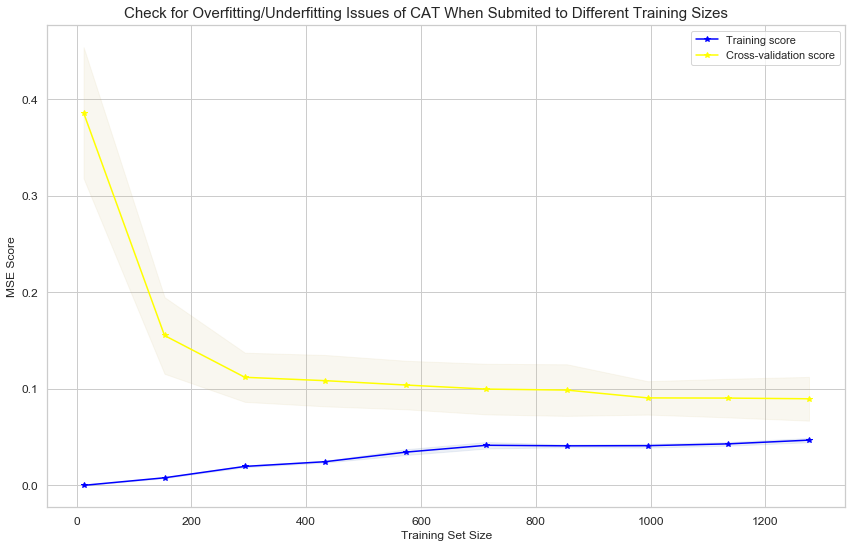 Check for Overfitting/Underfitting Issues of CAT When Submited to Different Training Sizes
Training score
Cross-validation score
MSE Score
0.4
0.3
0.2
0.1
0.0
0 200 400 600 800 1000 1200
Training Set Size